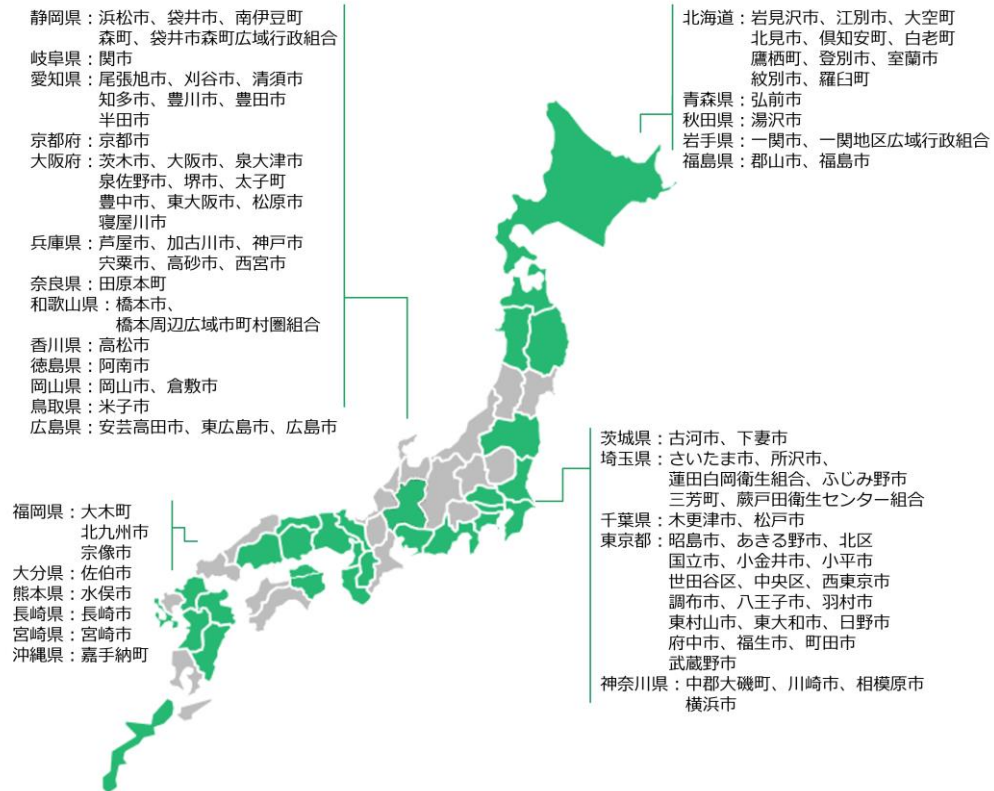 静岡県：浜松市、袋井市、南伊豆町
森町、袋井市森町広域行政組合
岐阜県：関市
愛知県：尾張旭市、刈谷市、清須市
知多市、豊川市、豊田市
半田市
京都府：京都市
大阪府：茨木市、大阪市、泉大津市
泉佐野市、堺市、太子町
豊中市、東大阪市、松原市
寝屋川市
兵庫県：芦屋市、加古川市、神戸市
宍粟市、高砂市、西宮市
奈良県：田原本町
和歌山県：橋本市、
橋本周辺広域市町村圏組合
香川県：高松市
徳島県：阿南市
岡山県：岡山市、倉敷市
鳥取県：米子市
広島県：安芸高田市、東広島市、広島市
北海道：岩見沢市、江別市、大空町
北見市、倶知安町、白老町
鷹栖町、登別市、室蘭市
紋別市、羅臼町
青森県：弘前市
秋田県：湯沢市
岩手県：一関市、一関地区広域行政組合
福島県：郡山市、福島市
茨城県：古河市、下妻市
埼玉県：さいたま市、所沢市、
蓮田白岡衛生組合、ふじみ野市
三芳町、蕨戸田衛生センター組合
千葉県：木更津市、松戸市
東京都：昭島市、あきる野市、北区
国立市、小金井市、小平市
世田谷区、中央区、西東京市
調布市、八王子市、羽村市
東村山市、東大和市、日野市
府中市、福生市、町田市
武蔵野市
神奈川県：中郡大磯町、川崎市、相模原市
横浜市
福岡県：大木町
北九州市
宗像市
大分県：佐伯市
熊本県：水俣市
長崎県：長崎市
宮崎県：宮崎市
沖縄県：嘉手納町